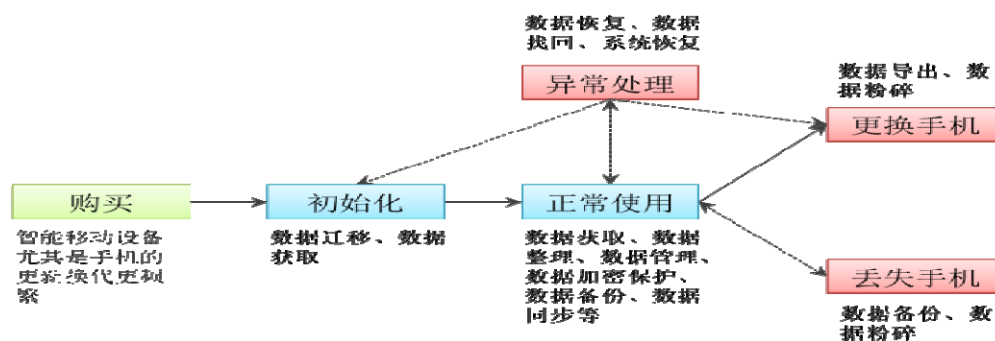 数据恢复、数据
找回、系统恢复
异常处理
数据导出、数
据粉碎
更换手机
购买
初始化
正常使用
智能移动设备
尤其是手机的
更新换代更频
繁
数据迁移、数据
获取
数据获取、数据
整理、数据管理、
数据加密保护、
数据备份、数据
同步等
丢失手机
数据备份、数
据粉碎